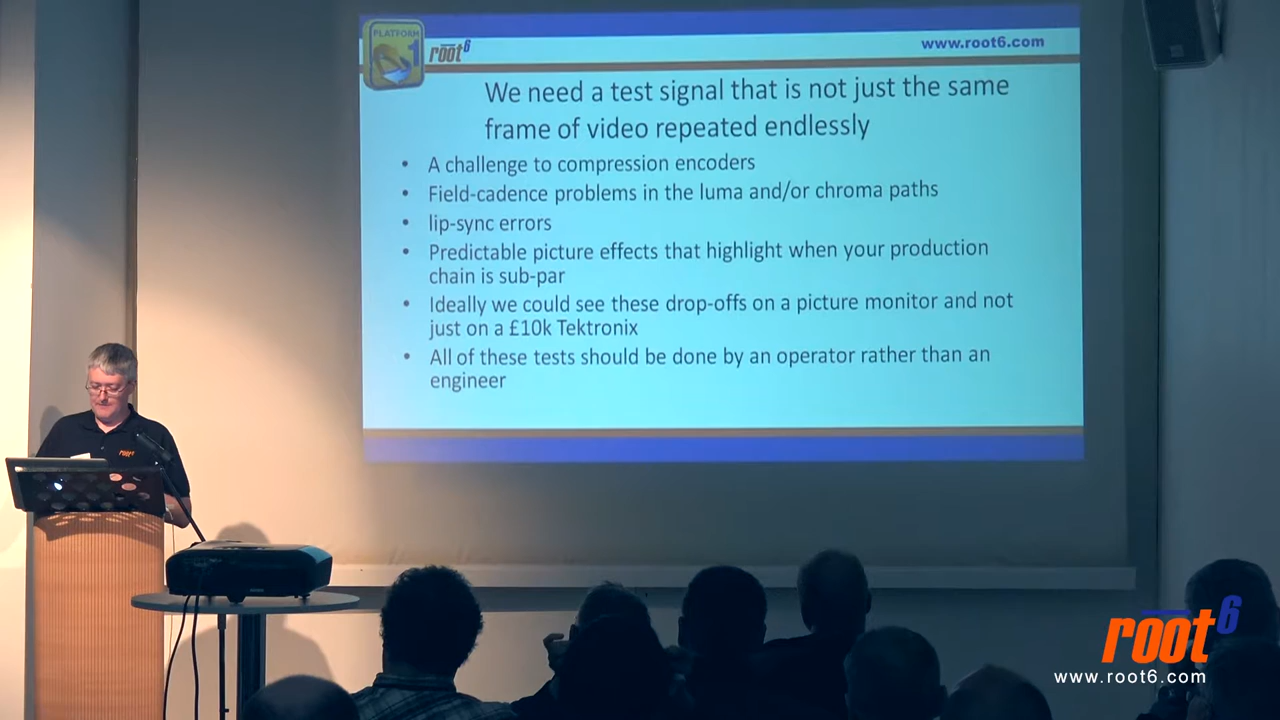 PLATFORM
1
root6
www.root6.com
We need a test signal that is not just the same
frame of video repeated endlessly
• A challenge to compression encoders
• Field-cadence problems in the luma and/or chroma paths
• lip-sync errors
• Predictable picture effects that highlight when your production
chain is sub-par
• Ideally we could see these drop-offs on a picture monitor and not
just on a £10k Tektronix
• All of these tests should be done by an operator rather than an
engineer
root6
root6
www.root6.com